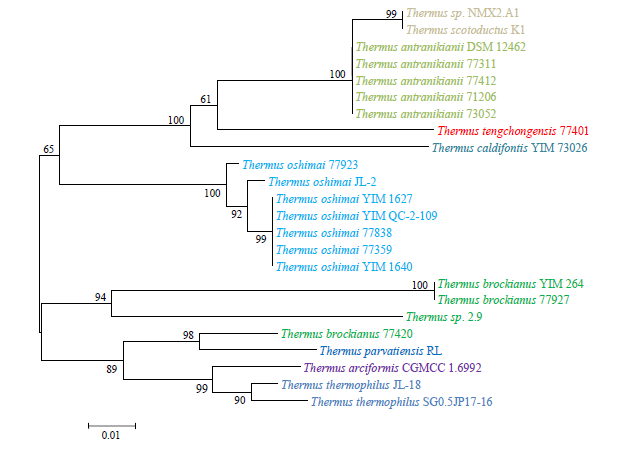 99
Thermus sp. NMX2.A1
Thermus scotoductus K1
Thermus antranikianii DSM 12462
Thermus antranikianii 77311
100
Thermus antranikianii 77412
Thermus antranikianii 71206
61
Thermus antranikianii 73052
100
Thermus tengchongensis 77401
Thermus caldifontis YIM 73026
65
Thermus oshimai 77923
Thermus oshimai JL-2
100
Thermus oshimai YIM 1627
92
Thermus oshimai YIM QC-2-109
Thermus oshimai 77838
99
Thermus oshimai 77359
Thermus oshimai YIM 1640
100
Thermus brockianus YIM 264
94
Thermus brockianus 77927
Thermus sp. 2.9
98
Thermus brockianus 77420
Thermus parvatiensis RL
89
Thermus arciformis CGMCC 1.6992
99
Thermus thermophilus JL-18
90
Thermus thermophilus SG0.5JP17-16
0.01